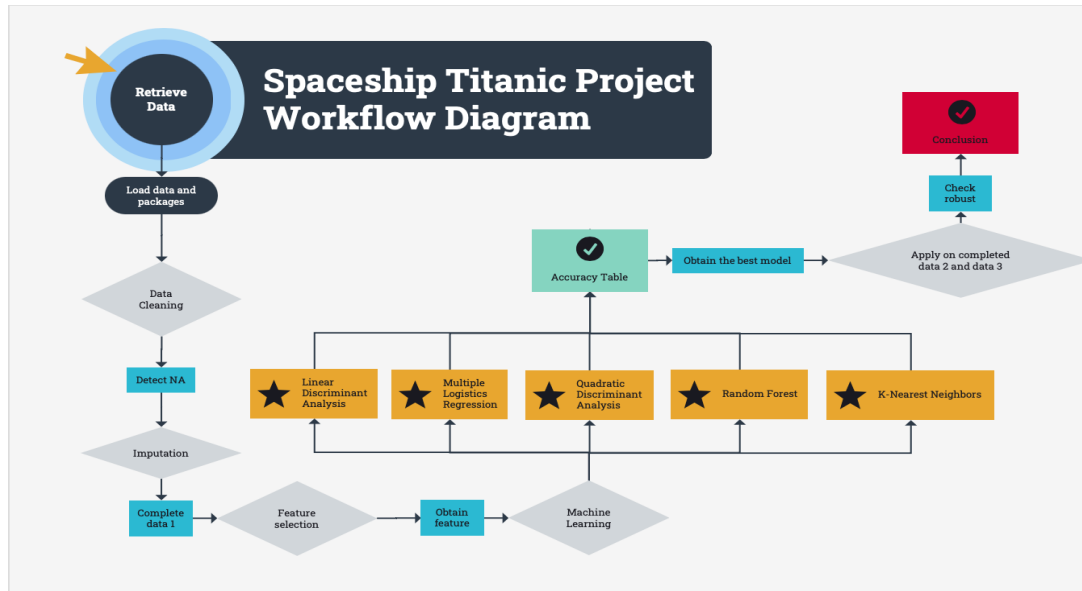 Spaceship Titanic Project
Workflow Diagram
Retrieve
Data
Load data and
packages
Data
Cleaning
Detect NA
Imputation
Complete
data 1
Feature
selection
Obtain
feature
Machine
Learning
Linear
Discriminant
Analysis
Multiple
Logistics
Regression
Quadratic
Discriminant
Analysis
Random Forest
K-Nearest Neighbors
Accuracy Table
Obtain the best model
Apply on completed
data 2 and data 3
Check
robust
Conclusion